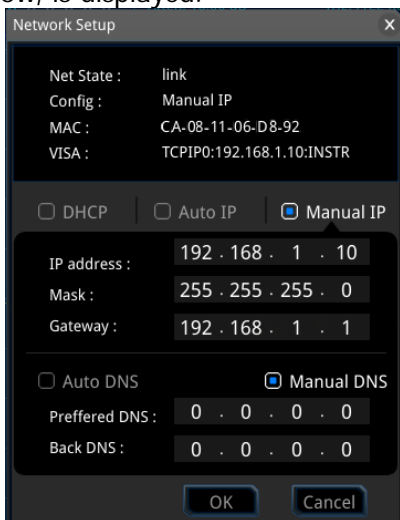 ow, is displayed.
Network Setup x
Net State : link
Config : Manual IP
MAC : CA-08-11-06-D8-92
VISA : TCPIP0:192.168.1.10:INSTR
DHCP Auto IP Manual IP
IP address : 192 . 168 . 1 . 10
Mask : 255 . 255 . 255 . 0
Gateway : 192 . 168 . 1 . 1
Auto DNS Manual DNS
Preffered DNS : 0 . 0 . 0 . 0
Back DNS : 0 . 0 . 0 . 0
OK Cancel